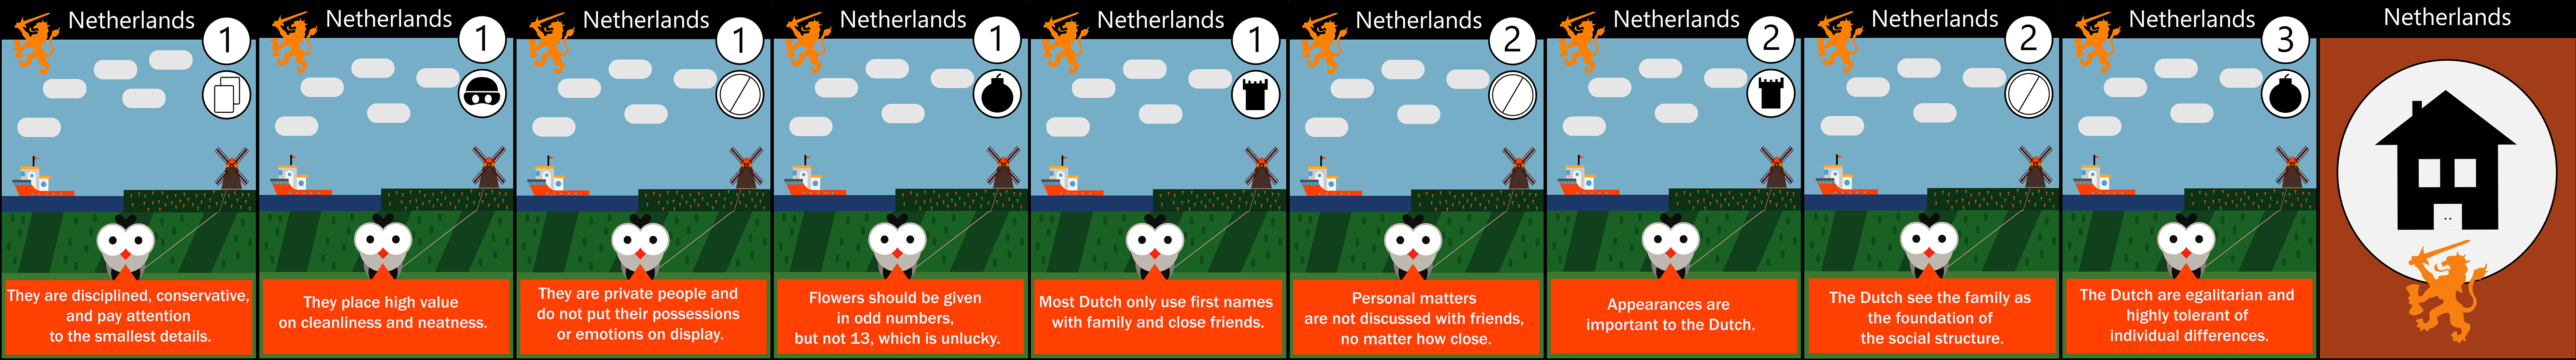 Netherlands
1
They are disciplined, conservative,
and pay attention
to the smallest details.
Netherlands
1
They place high value
on cleanliness and neatness.
Netherlands
1
They are private people and
do not put their possessions
or emotions on display.
Netherlands
1
Flowers should be given
in odd numbers,
but not 13, which is unlucky.
Netherlands
1
Most Dutch only use first names
with family and close friends.
Netherlands
2
Personal matters
are not discussed with friends,
no matter how close.
Netherlands
2
Appearances are
important to the Dutch.
Netherlands
2
The Dutch see the family as
the foundation of
the social structure.
Netherlands
3
The Dutch are egalitarian and
highly tolerant of
individual differences.
Netherlands